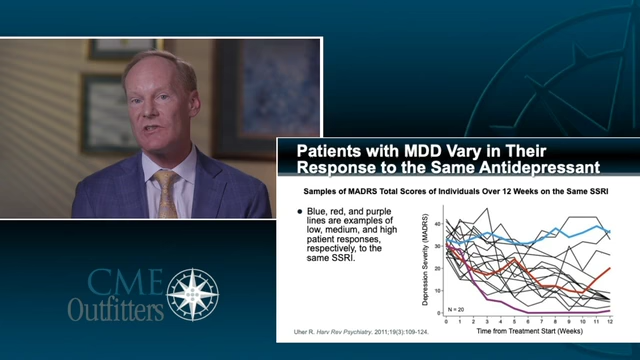 Patients with MDD Vary in Their
Response to the Same Antidepressant
Samples of MADRS Total Scores of Individuals Over 12 Weeks on the Same SSRI
● Blue, red, and purple
lines are examples of
low, medium, and high
patient responses,
respectively, to the
same SSRI.
Depression Severity (MADRS)
40
30
20
10
0
N = 20
0 1 2 3 4 5 6 7 8 9 10 11 12
Time from Treatment Start (Weeks)
Uher R. Harv Rev Psychiatry. 2011;19(3):109-124.
CME
Outfitters